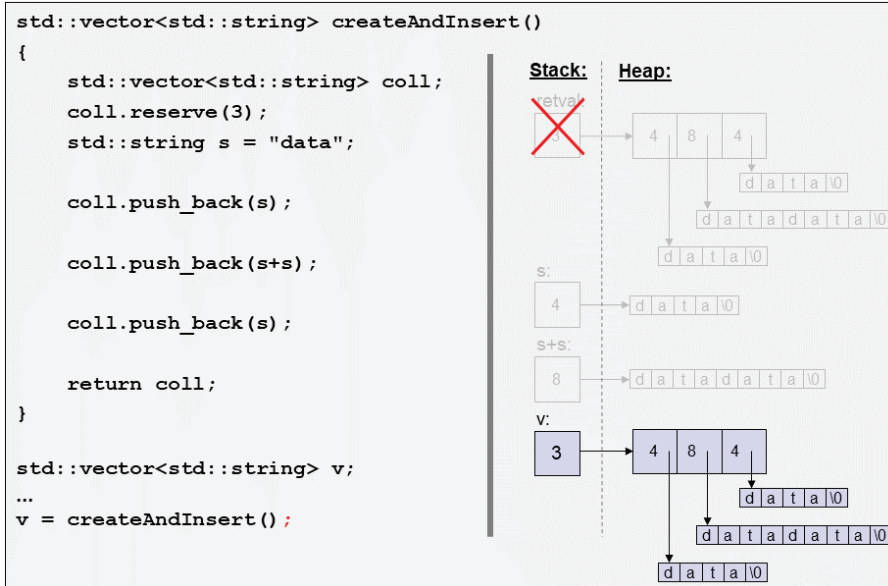 std::vector<std::string> createAndInsert()
{
std::vector<std::string> coll;
coll.reserve(3);
std::string s = "data";
coll.push_back(s);
coll.push_back(s+s);
coll.push_back(s);
return coll;
}
std::vector<std::string> v;
...
v = createAndInsert();
Stack: Heap:
retval:
3 4 8 4
d a t a \0
d a t a d a t a \0
d a t a \0
s:
4 d a t a \0
s+s:
8 d a t a d a t a \0
v:
3 4 8 4
d a t a \0
d a t a d a t a \0
d a t a \0